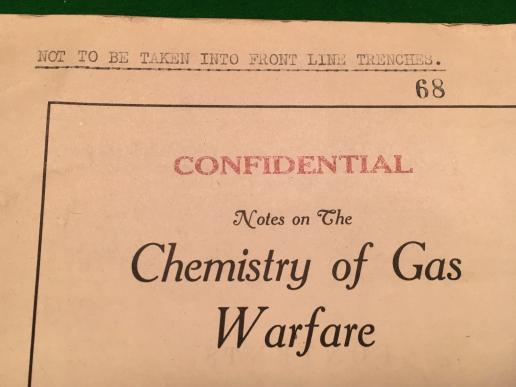 NOT TO BE TAKEN INTO FRONT LINE TRENCHES.
68
CONFIDENTIAL
Notes on The
Chemistry of Gas
Warfare